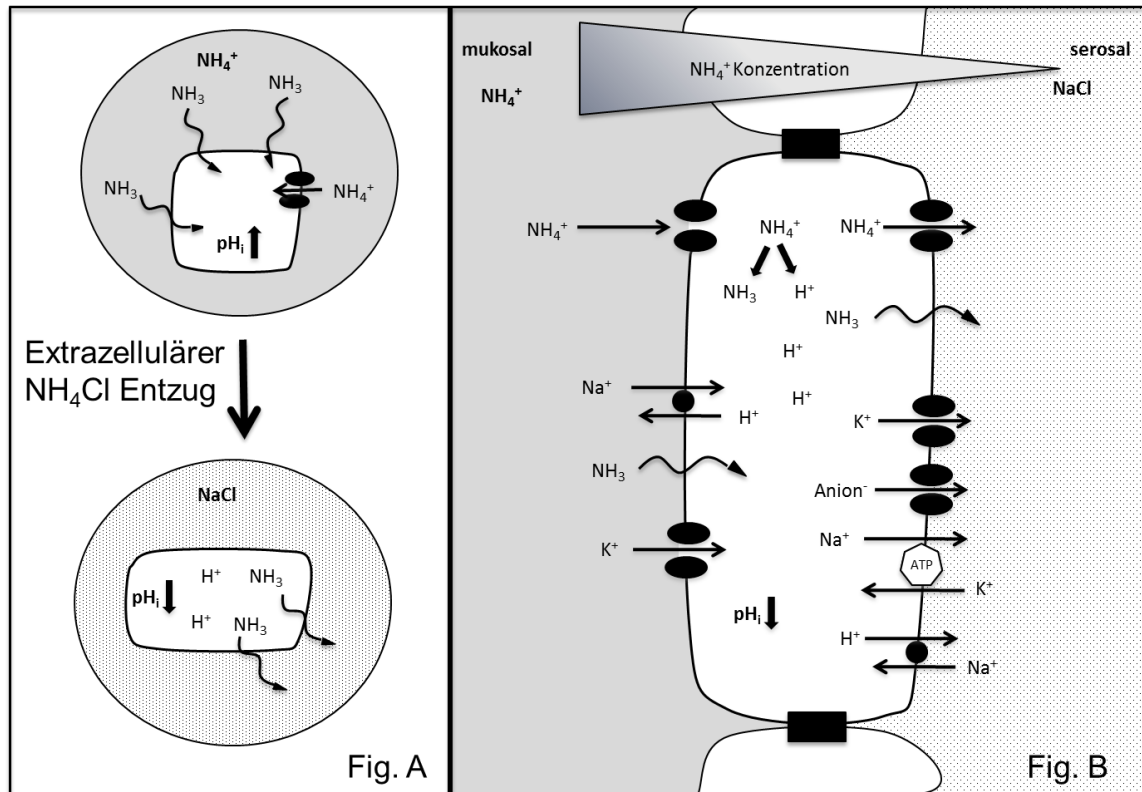 NH₄⁺
NH₃
NH₃
NH₃
NH₄⁺
pHᵢ
Extrazellulärer
NH₄Cl Entzug
NaCl
pHᵢ
H⁺
NH₃
H⁺
NH₃
Fig. A
mukosal
NH₄⁺
NH₄⁺ Konzentration
serosal
NaCl
NH₄⁺
NH₄⁺
NH₄⁺
NH₃
H⁺
NH₃
H⁺
Na⁺
H⁺
H⁺
K⁺
NH₃
Anion⁻
K⁺
Na⁺
ATP
K⁺
pHᵢ
H⁺
Na⁺
Fig. B